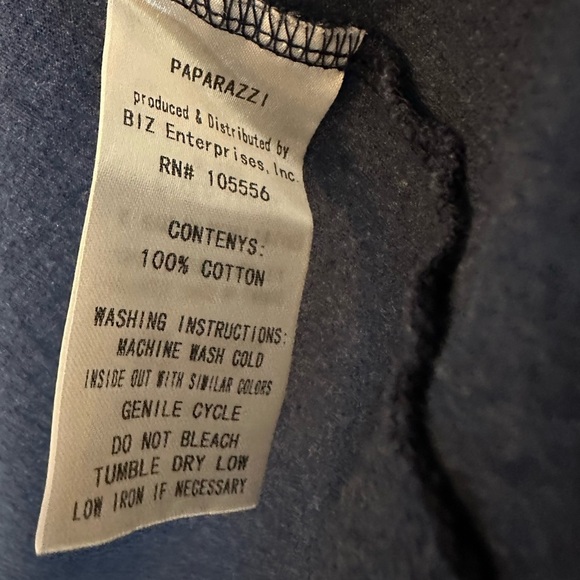 PAPARAZZI
produced & Distributed by
BIZ Enterprises, Inc.
RN# 105556
CONTENYS:
100% COTTON
WASHING INSTRUCTIONS:
MACHINE WASH COLD
INSIDE OUT WITH SIMILAR COLORS
GENILE CYCLE
DO NOT BLEACH
TUMBLE DRY LOW
LOW IRON IF NECESSARY